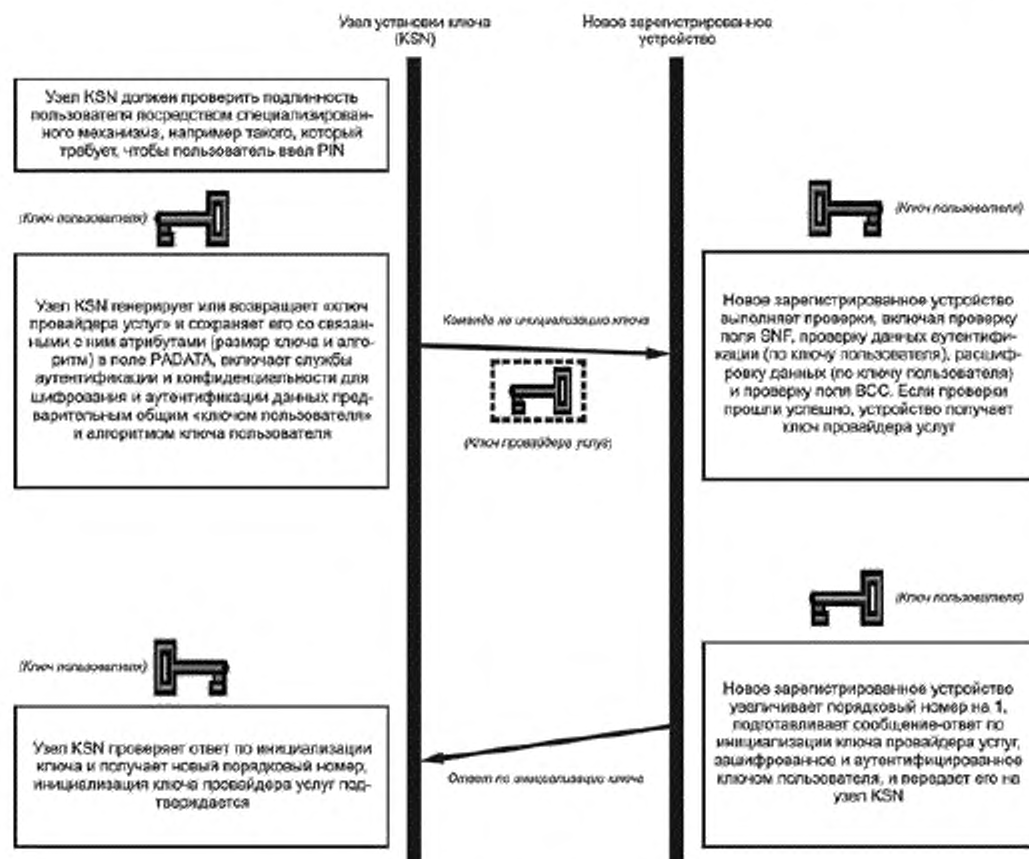 Узел установки ключа
(KSN)
Новое зарегистрированное
устройство
Узел KSN должен проверить подлинность
пользователя посредством специализирован-
ного механизма, например такого, который
требует, чтобы пользователь ввел PIN
(Ключ пользователя)
(Ключ пользователя)
Узел KSN генерирует или возвращает «ключ
провайдера услуг» и сохраняет его со связан-
ными с ним атрибутами (размер ключа и алго-
ритм) в поле PADATA, включает службы
аутентификации и конфиденциальности для
шифрования и аутентификации данных пред-
варительным общим «ключом пользователя»
и алгоритмом ключа пользователя
Команда на инициализацию ключа
(Ключ провайдера услуг)
Новое зарегистрированное устройство
выполняет проверки, включая проверку
поля SNF, проверку данных аутентифи-
кации (по ключу пользователя), расшиф-
ровку данных (по ключу пользователя)
и проверку поля BCC. Если проверки
прошли успешно, устройство получает
ключ провайдера услуг
(Ключ пользователя)
(Ключ пользователя)
Новое зарегистрированное устройство
увеличивает порядковый номер на 1,
подготавливает сообщение-ответ по
инициализации ключа провайдера услуг,
зашифрованное и аутентифицированное
ключом пользователя, и передает его на
узел KSN
Узел KSN проверяет ответ по инициализации
ключа и получает новый порядковый номер,
инициализация ключа провайдера услуг под-
тверждается
Ответ по инициализации ключа